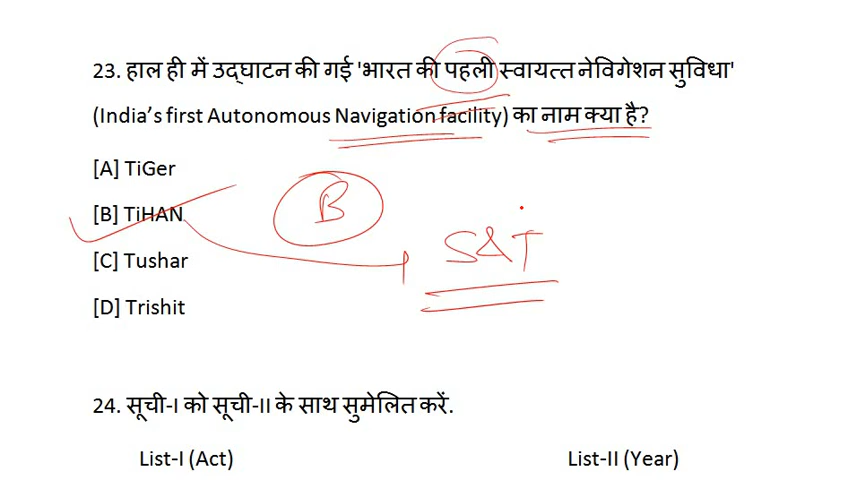 23. हाल ही में उद्घाटन की गई 'भारत की पहली स्वायत्त नेविगेशन सुविधा'
(India's first Autonomous Navigation facility) का नाम क्या है?
[A] TiGer
[B] TiHAN
B
[C] Tushar
S&T
[D] Trishit
24. सूची-I को सूची-II के साथ सुमेलित करें.
List-I (Act) List-II (Year)